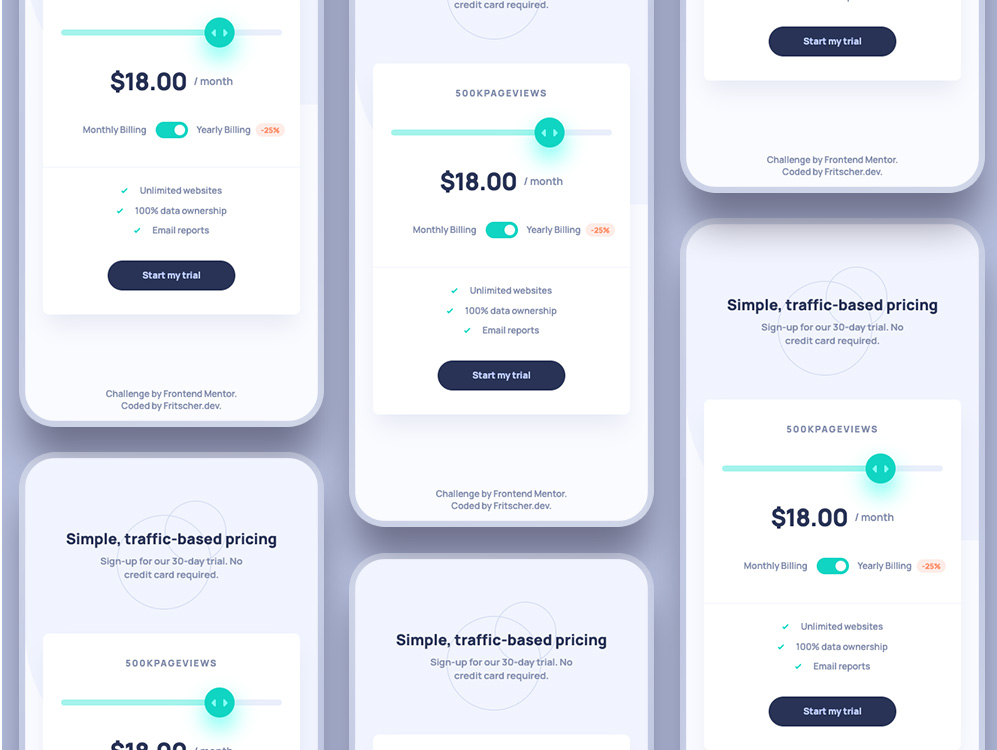 $18.00 / month
Monthly Billing Yearly Billing -25%
Unlimited websites
100% data ownership
Email reports
Start my trial
Challenge by Frontend Mentor.
Coded by Fritscher.dev.
Simple, traffic-based pricing
Sign-up for our 30-day trial. No
credit card required.
500KPAGEVIEWS
$18.00 / month
credit card required.
500KPAGEVIEWS
$18.00 / month
Monthly Billing Yearly Billing -25%
Unlimited websites
100% data ownership
Email reports
Start my trial
Challenge by Frontend Mentor.
Coded by Fritscher.dev.
Simple, traffic-based pricing
Sign-up for our 30-day trial. No
credit card required.
Start my trial
Challenge by Frontend Mentor.
Coded by Fritscher.dev.
Simple, traffic-based pricing
Sign-up for our 30-day trial. No
credit card required.
500KPAGEVIEWS
$18.00 / month
Monthly Billing Yearly Billing -25%
Unlimited websites
100% data ownership
Email reports
Start my trial